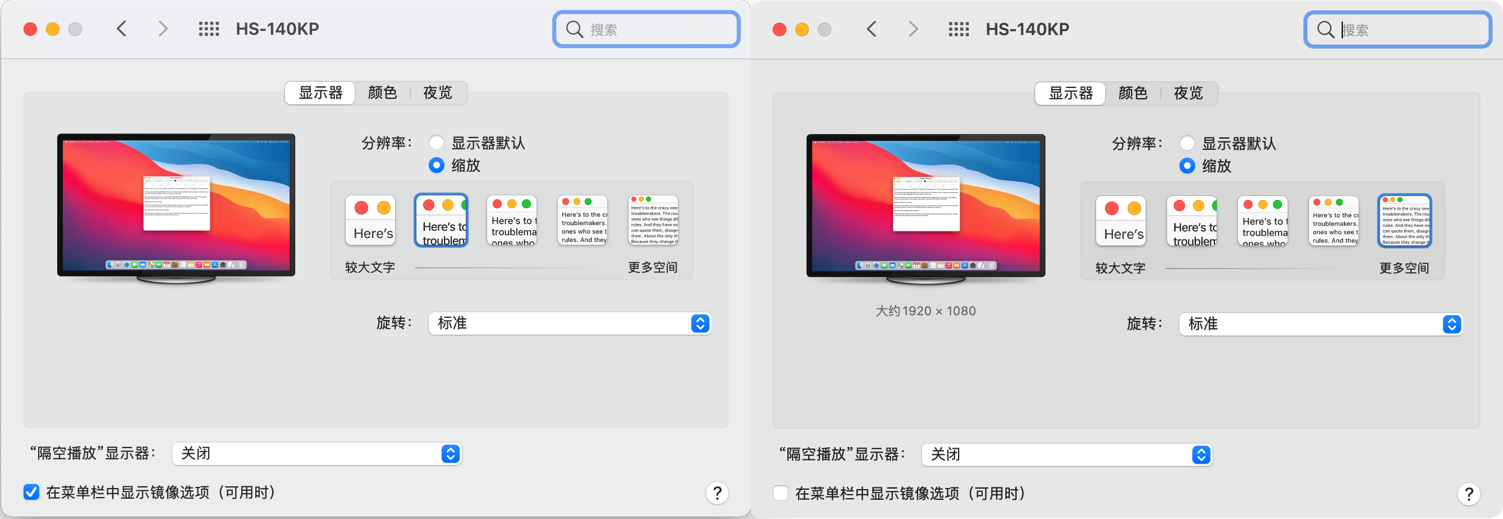 HS-140KP
搜索
显示器 颜色 夜览
分辨率： 显示器默认
缩放
Here's
Here's to
troublem
Here's to t
troublema
ones who
Here's to the cr
troublemakers.
ones who see t
rules. And they
Here's to the crazy one
troublemakers. The rou
ones who see things dif
rules. And they have no
can quote them, disagr
them. About the only th
Because they change t
较大文字 更多空间
旋转： 标准
“隔空播放”显示器： 关闭
在菜单栏中显示镜像选项（可用时）
?
HS-140KP
搜索
显示器 颜色 夜览
分辨率： 显示器默认
缩放
Here's
Here's to
troublem
Here's to t
troublema
ones who
Here's to the cr
troublemakers.
ones who see t
rules. And they
Here's to the crazy one
troublemakers. The rou
ones who see things dif
rules. And they have no
can quote them, disagr
them. About the only th
Because they change t
较大文字 更多空间
大约 1920 × 1080
旋转： 标准
“隔空播放”显示器： 关闭
在菜单栏中显示镜像选项（可用时）
?